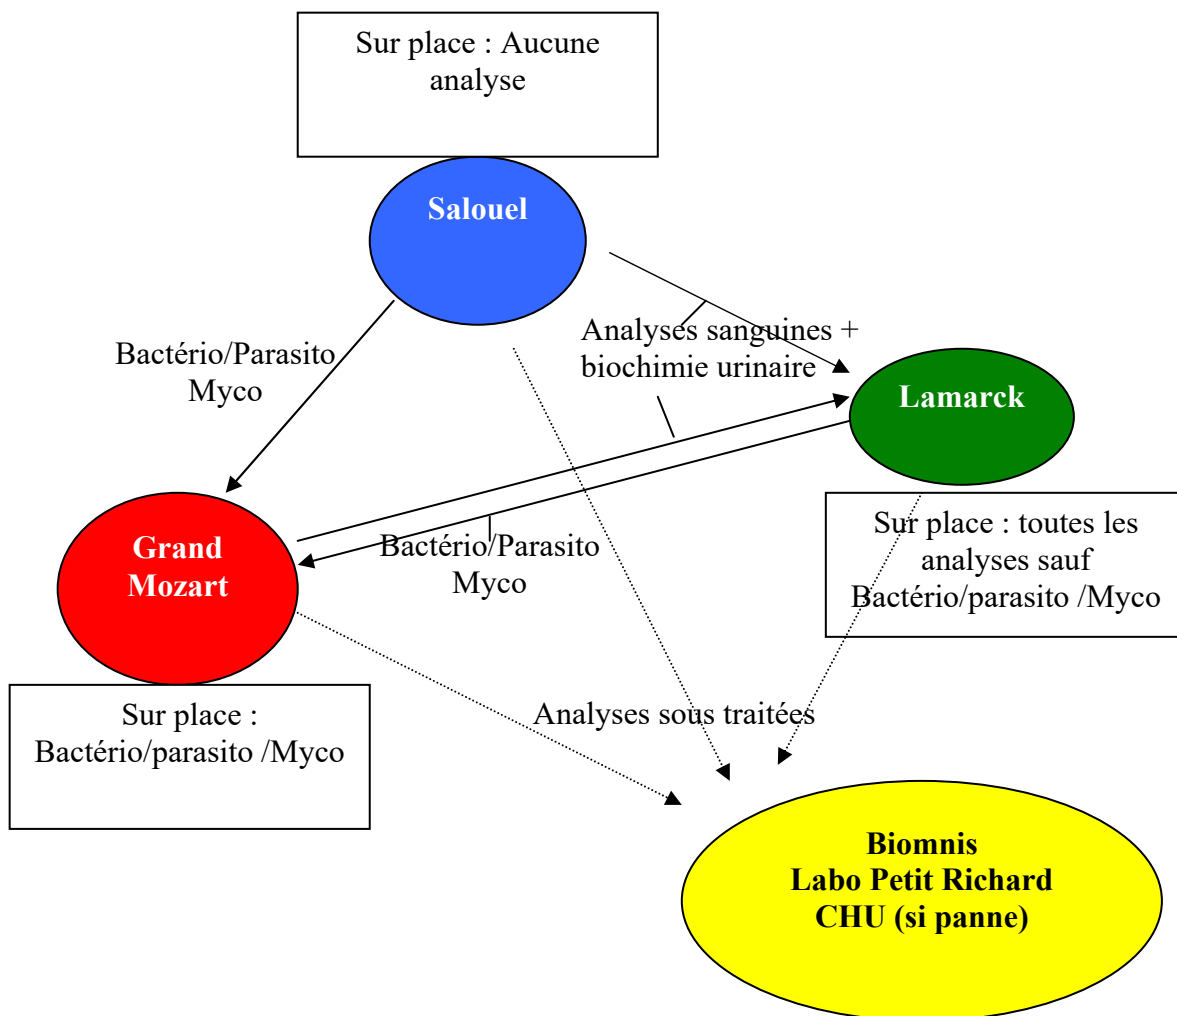 Sur place : Aucune
analyse
Salouel
Bactério/Parasito
Myco
Analyses sanguines +
biochimie urinaire
Lamarck
Sur place : toutes les
analyses sauf
Bactério/parasito /Myco
Grand
Mozart
Bactério/Parasito
Myco
Sur place :
Bactério/parasito /Myco
Analyses sous traitées
Biomnis
Labo Petit Richard
CHU (si panne)